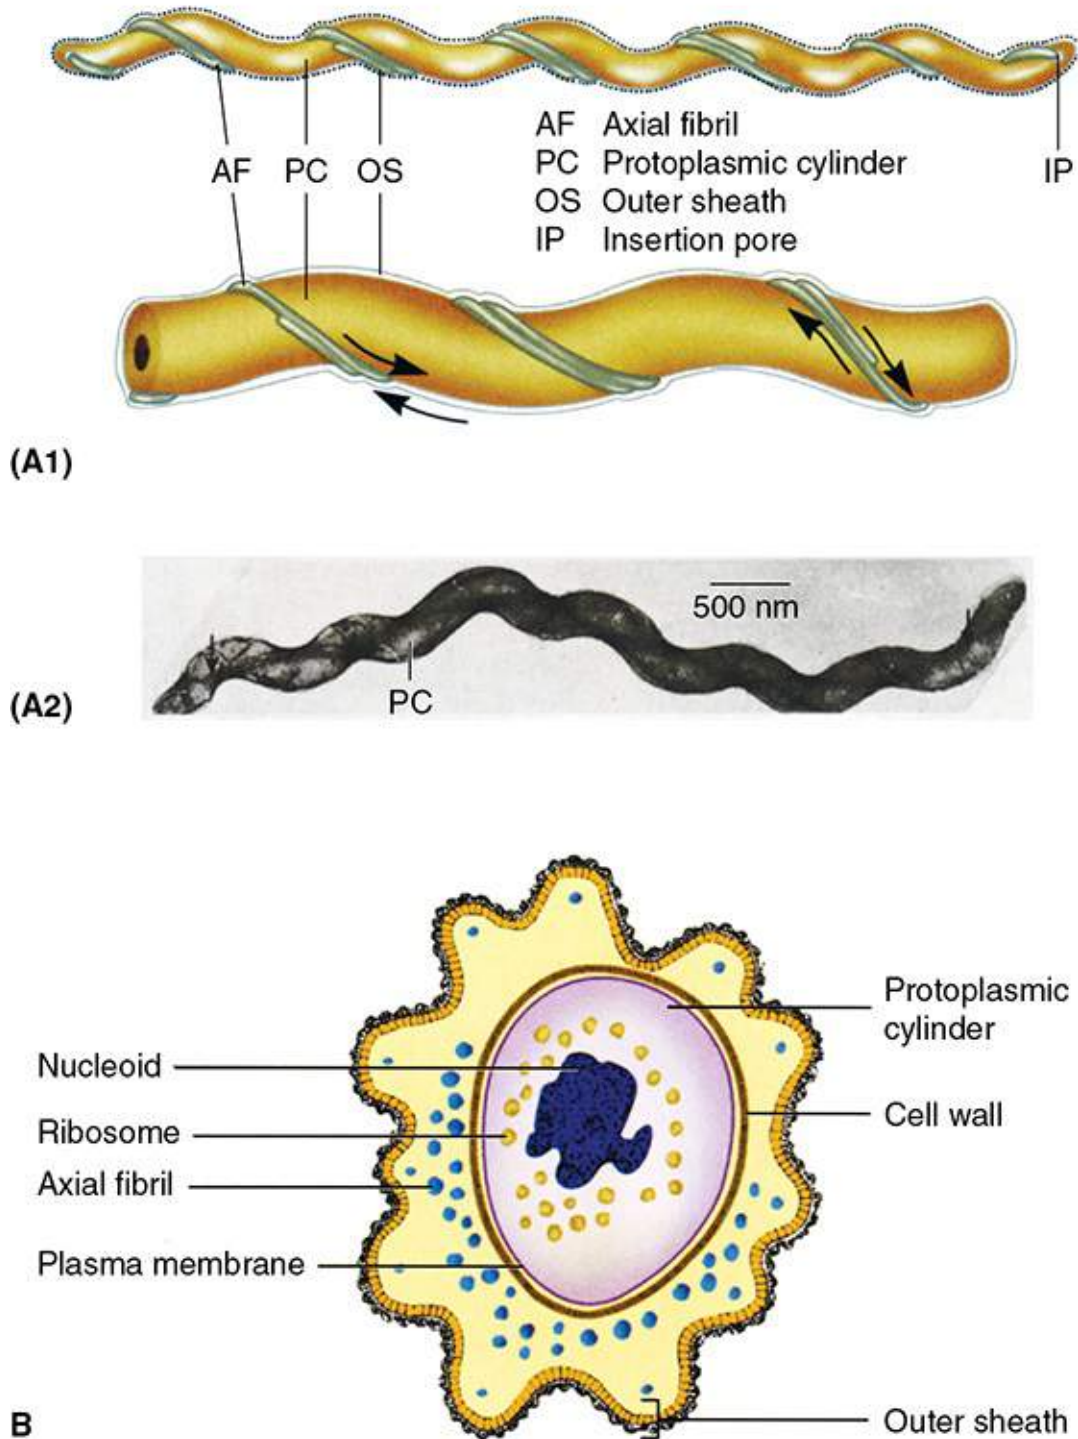 AF PC OS
IP
AF Axial fibril
PC Protoplasmic cylinder
OS Outer sheath
IP Insertion pore
(A1)
500 nm
PC
(A2)
Protoplasmic
cylinder
Nucleoid
Cell wall
Ribosome
Axial fibril
Plasma membrane
Outer sheath
B